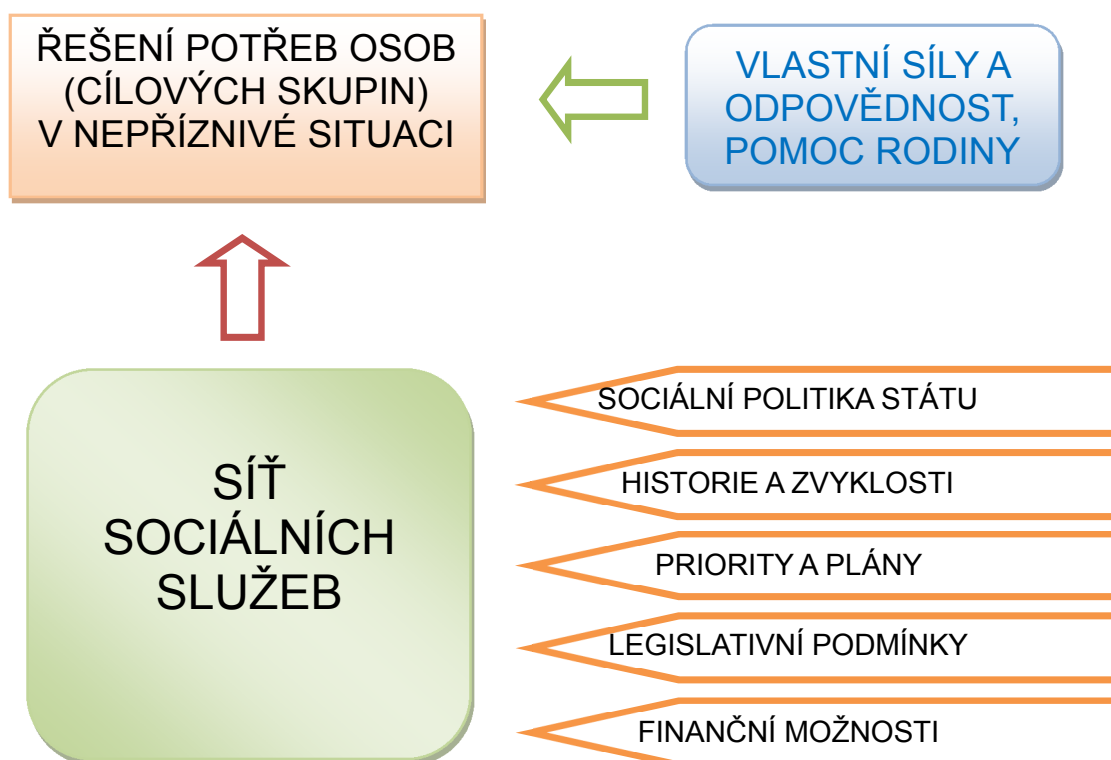 ŘEŠENÍ POTŘEB OSOB
(CÍLOVÝCH SKUPIN)
V NEPŘÍZNIVÉ SITUACI
VLASTNÍ SÍLY A
ODPOVĚDNOST,
POMOC RODINY
SÍŤ
SOCIÁLNÍCH
SLUŽEB
SOCIÁLNÍ POLITIKA STÁTU
HISTORIE A ZVYKLOSTI
PRIORITY A PLÁNY
LEGISLATIVNÍ PODMÍNKY
FINANČNÍ MOŽNOSTI